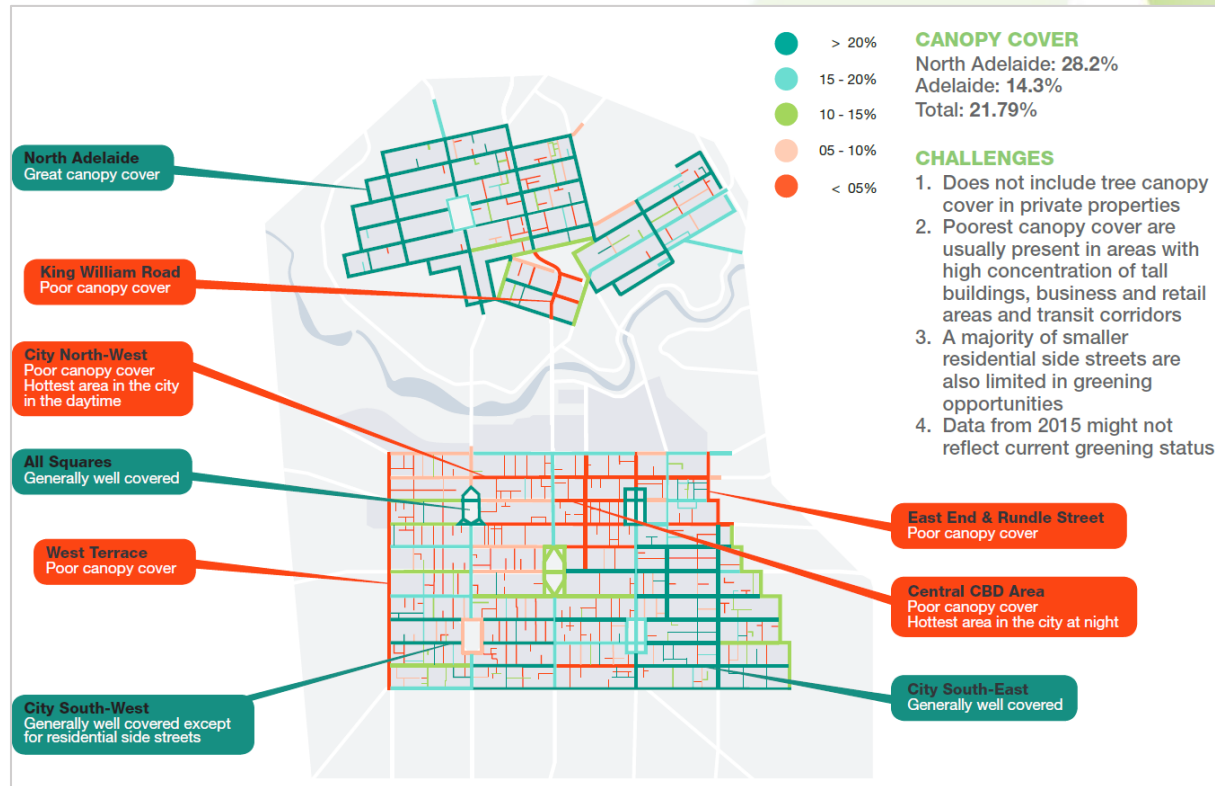 > 20%
15 - 20%
10 - 15%
05 - 10%
< 05%
CANOPY COVER
North Adelaide: 28.2%
Adelaide: 14.3%
Total: 21.79%
CHALLENGES
1. Does not include tree canopy
cover in private properties
2. Poorest canopy cover are
usually present in areas with
high concentration of tall
buildings, business and retail
areas and transit corridors
3. A majority of smaller
residential side streets are
also limited in greening
opportunities
4. Data from 2015 might not
reflect current greening status
North Adelaide
Great canopy cover
King William Road
Poor canopy cover
City North-West
Poor canopy cover
Hottest area in the city
in the daytime
All Squares
Generally well covered
West Terrace
Poor canopy cover
City South-West
Generally well covered except
for residential side streets
East End & Rundle Street
Poor canopy cover
Central CBD Area
Poor canopy cover
Hottest area in the city at night
City South-East
Generally well covered